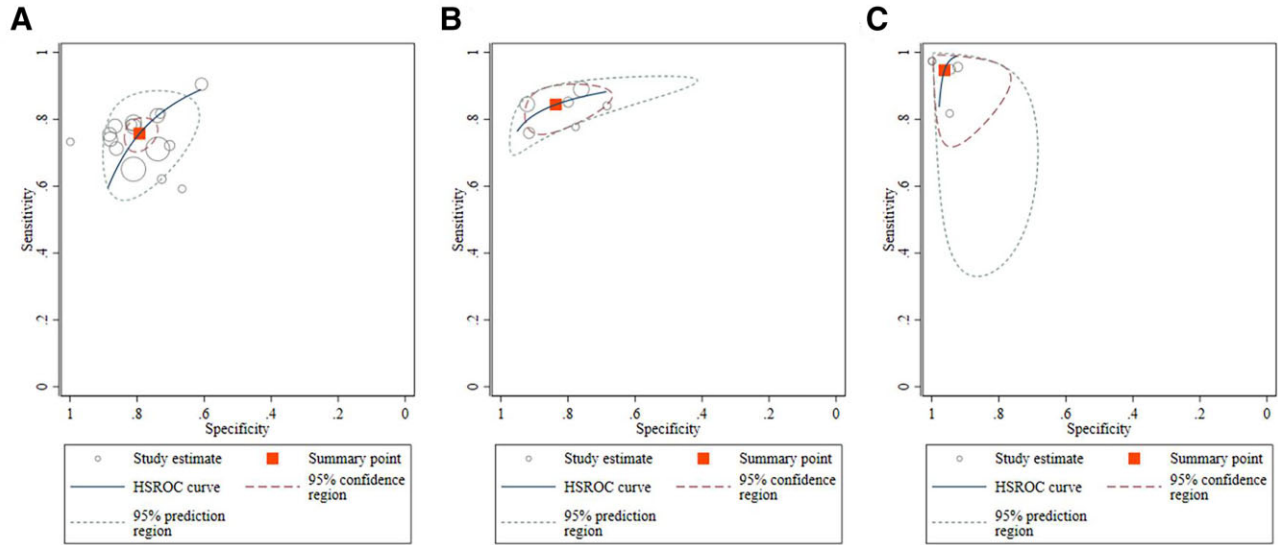 A
B
C
Sensitivity
1
.8
.6
.4
.2
0
1
.8
.6
.4
.2
0
Specificity
Study estimate
Summary point
HSROC curve
95% confidence
region
95% prediction
region
Sensitivity
1
.8
.6
.4
.2
0
1
.8
.6
.4
.2
0
Specificity
Study estimate
Summary point
HSROC curve
95% confidence
region
95% prediction
region
Sensitivity
1
.8
.6
.4
.2
0
1
.8
.6
.4
.2
0
Specificity
Study estimate
Summary point
HSROC curve
95% confidence
region
95% prediction
region